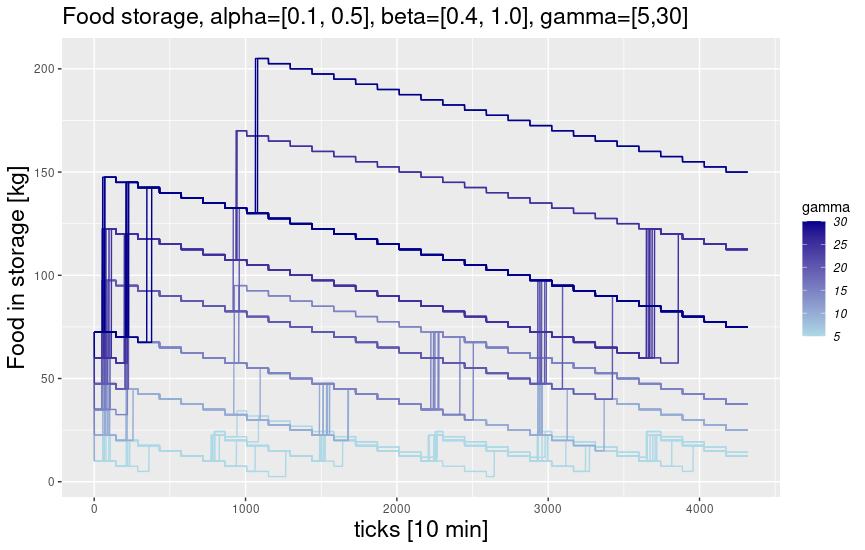 Food storage, alpha=[0.1, 0.5], beta=[0.4, 1.0], gamma=[5,30]
Food in storage [kg]
200
150
100
50
0
0 1000 2000 3000 4000
ticks [10 min]
gamma
30
25
20
15
10
5